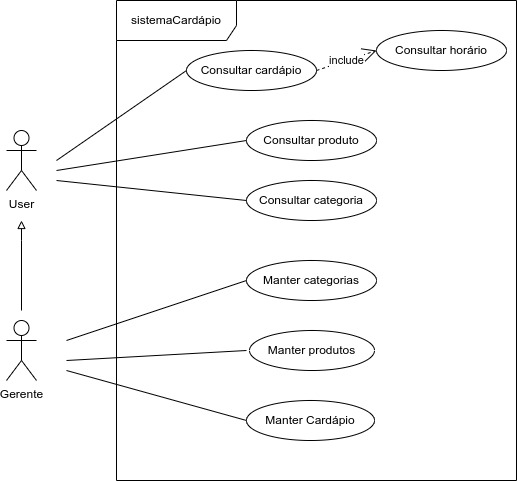 sistemaCardápio
Consultar horário
include
Consultar cardápio
Consultar produto
Consultar categoria
User
Manter categorias
Manter produtos
Gerente
Manter Cardápio